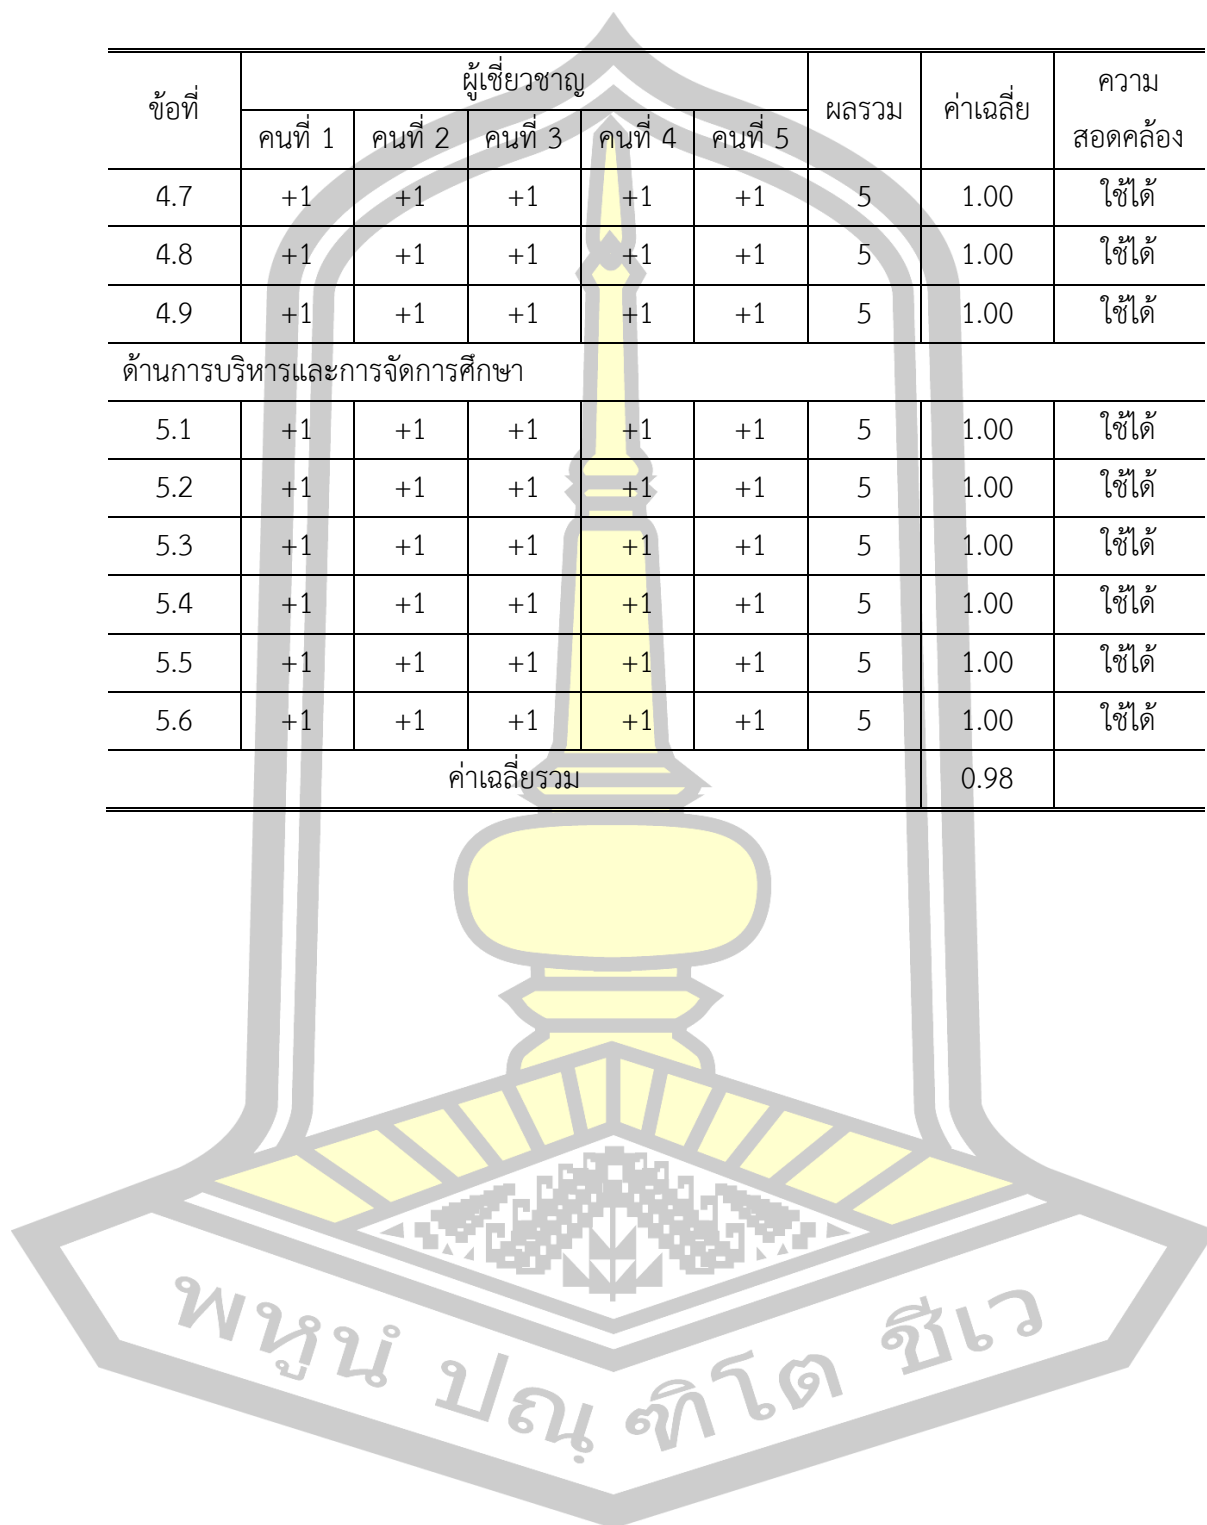 ข้อที่ ผู้เชี่ยวชาญ ผลรวม ค่าเฉลี่ย ความสอดคล้อง
คนที่ 1 คนที่ 2 คนที่ 3 คนที่ 4 คนที่ 5
4.7 +1 +1 +1 +1 +1 5 1.00 ใช้ได้
4.8 +1 +1 +1 +1 +1 5 1.00 ใช้ได้
4.9 +1 +1 +1 +1 +1 5 1.00 ใช้ได้
ด้านการบริหารและการจัดการศึกษา
5.1 +1 +1 +1 +1 +1 5 1.00 ใช้ได้
5.2 +1 +1 +1 +1 +1 5 1.00 ใช้ได้
5.3 +1 +1 +1 +1 +1 5 1.00 ใช้ได้
5.4 +1 +1 +1 +1 +1 5 1.00 ใช้ได้
5.5 +1 +1 +1 +1 +1 5 1.00 ใช้ได้
5.6 +1 +1 +1 +1 +1 5 1.00 ใช้ได้
ค่าเฉลี่ยรวม 0.98
พหูนํ ปณฺฑิโต ชีเว